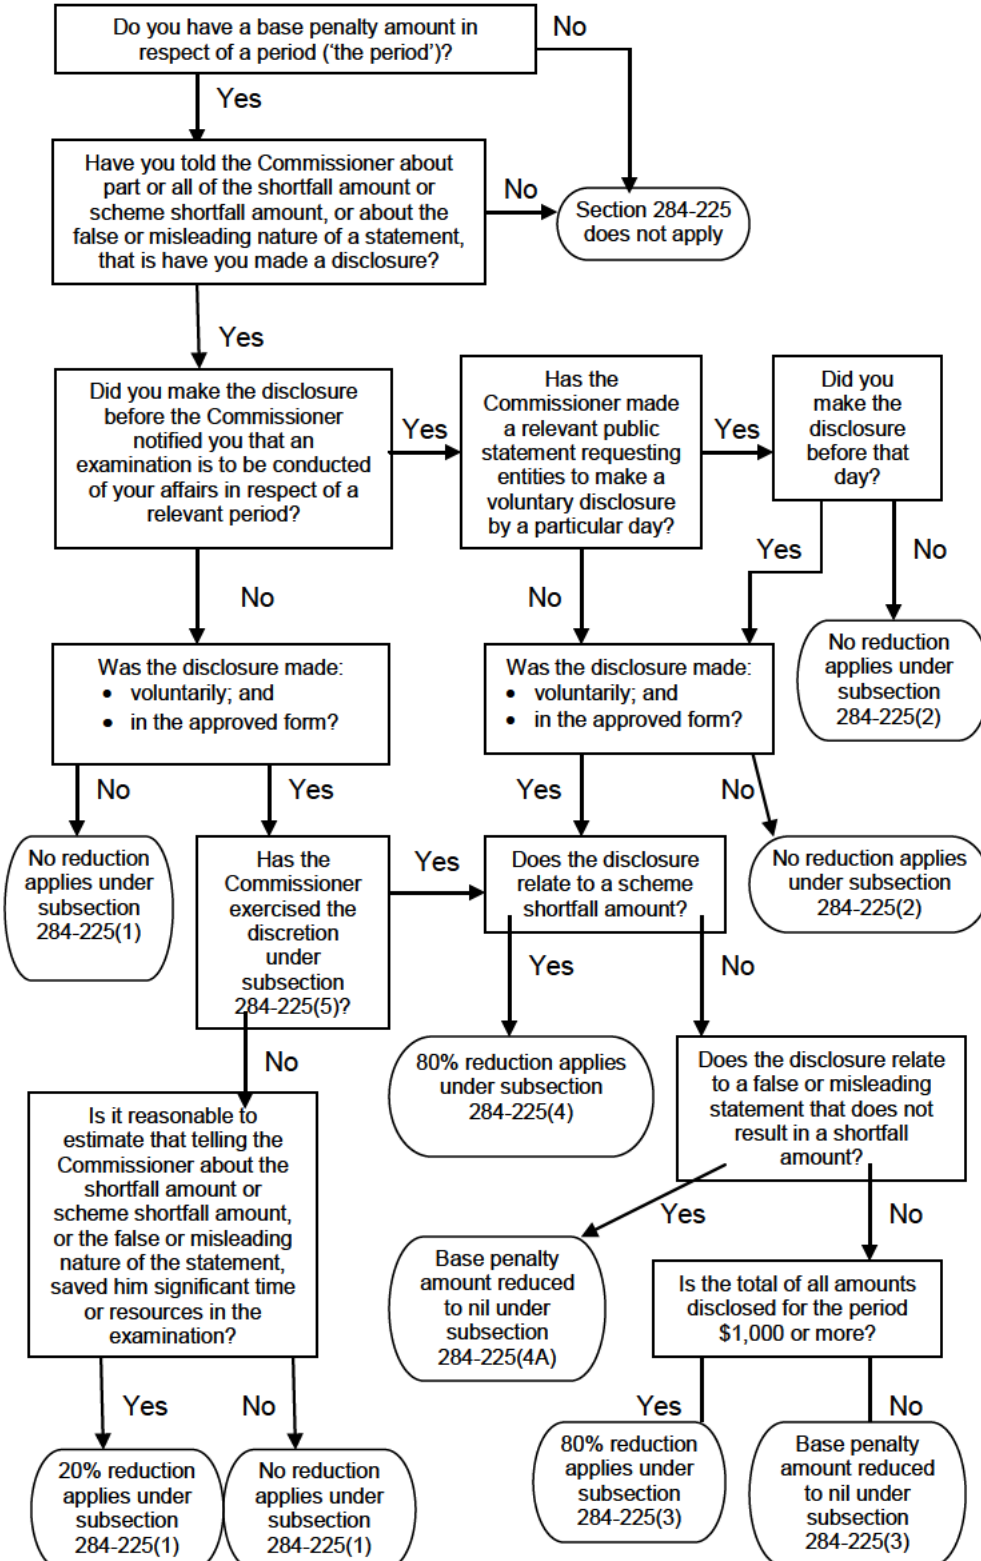 Do you have a base penalty amount in
respect of a period (‘the period’)?
No
Yes
Have you told the Commissioner about
part or all of the shortfall amount or
scheme shortfall amount, or about the
false or misleading nature of a statement,
that is have you made a disclosure?
No
Section 284-225
does not apply
Yes
Did you make the disclosure
before the Commissioner
notified you that an
examination is to be conducted
of your affairs in respect of a
relevant period?
Yes
Has the
Commissioner made
a relevant public
statement requesting
entities to make a
voluntary disclosure
by a particular day?
Yes
Did you
make the
disclosure
before that
day?
No
No
Yes
No
Was the disclosure made:
• voluntarily; and
• in the approved form?
Was the disclosure made:
• voluntarily; and
• in the approved form?
No reduction
applies under
subsection
284-225(2)
No
Yes
Yes
No
No reduction
applies under
subsection
284-225(1)
Has the
Commissioner
exercised the
discretion
under
subsection
284-225(5)?
Yes
Does the disclosure
relate to a scheme
shortfall amount?
No reduction applies
under subsection
284-225(2)
No
Yes
No
80% reduction applies
under subsection
284-225(4)
Does the disclosure relate
to a false or misleading
statement that does not
result in a shortfall
amount?
Is it reasonable to
estimate that telling the
Commissioner about the
shortfall amount or
scheme shortfall amount,
or the false or misleading
nature of the statement,
saved him significant time
or resources in the
examination?
Yes
No
Base penalty
amount reduced
to nil under
subsection
284-225(4A)
Is the total of all amounts
disclosed for the period
$1,000 or more?
Yes
No
Yes
No
20% reduction
applies under
subsection
284-225(1)
No reduction
applies under
subsection
284-225(1)
80% reduction
applies under
subsection
284-225(3)
Base penalty
amount reduced
to nil under
subsection
284-225(3)